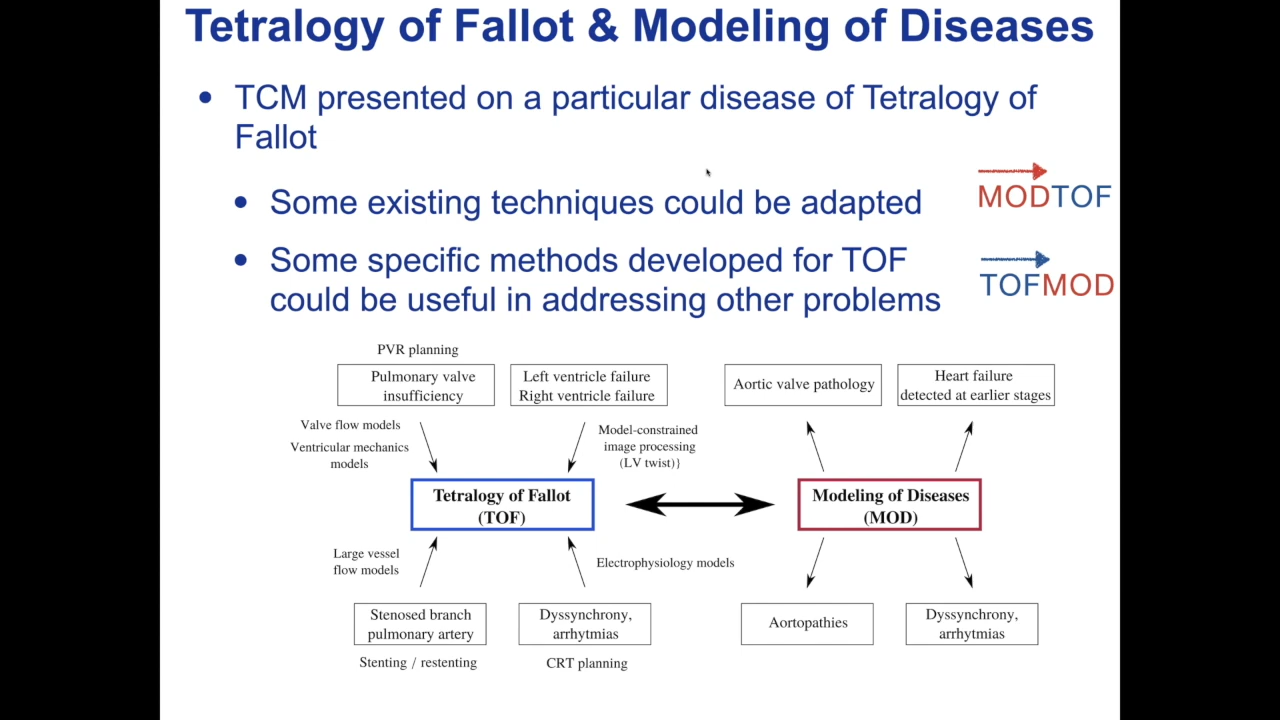 Tetralogy of Fallot & Modeling of Diseases
• TCM presented on a particular disease of Tetralogy of
Fallot
• Some existing techniques could be adapted
MODTOF
• Some specific methods developed for TOF
could be useful in addressing other problems
TOFMOD
PVR planning
Pulmonary valve
insufficiency
Left ventricle failure
Right ventricle failure
Aortic valve pathology
Heart failure
detected at earlier stages
Valve flow models
Ventricular mechanics
models
Model-constrained
image processing
(LV twist)}
Tetralogy of Fallot
(TOF)
Modeling of Diseases
(MOD)
Large vessel
flow models
Electrophysiology models
Stenosed branch
pulmonary artery
Dyssynchrony,
arrhytmias
Aortopathies
Dyssynchrony,
arrhytmias
Stenting / restenting
CRT planning